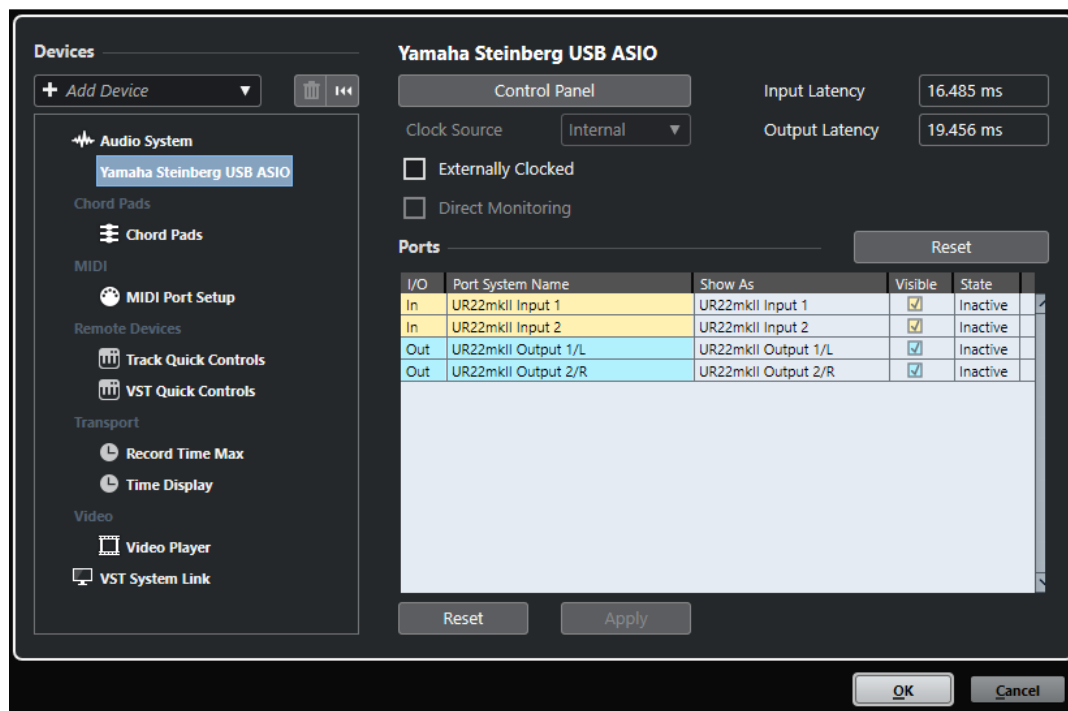 Devices
Add Device
Audio System
Yamaha Steinberg USB ASIO
Chord Pads
Chord Pads
MIDI
MIDI Port Setup
Remote Devices
Track Quick Controls
VST Quick Controls
Transport
Record Time Max
Time Display
Video
Video Player
VST System Link
Yamaha Steinberg USB ASIO
Control Panel
Input Latency 16.485 ms
Clock Source Internal
Output Latency 19.456 ms
Externally Clocked
Direct Monitoring
Ports
Reset
I/O Port System Name Show As Visible State
In UR22mkII Input 1 UR22mkII Input 1 Inactive
In UR22mkII Input 2 UR22mkII Input 2 Inactive
Out UR22mkII Output 1/L UR22mkII Output 1/L Inactive
Out UR22mkII Output 2/R UR22mkII Output 2/R Inactive
Reset Apply
OK Cancel